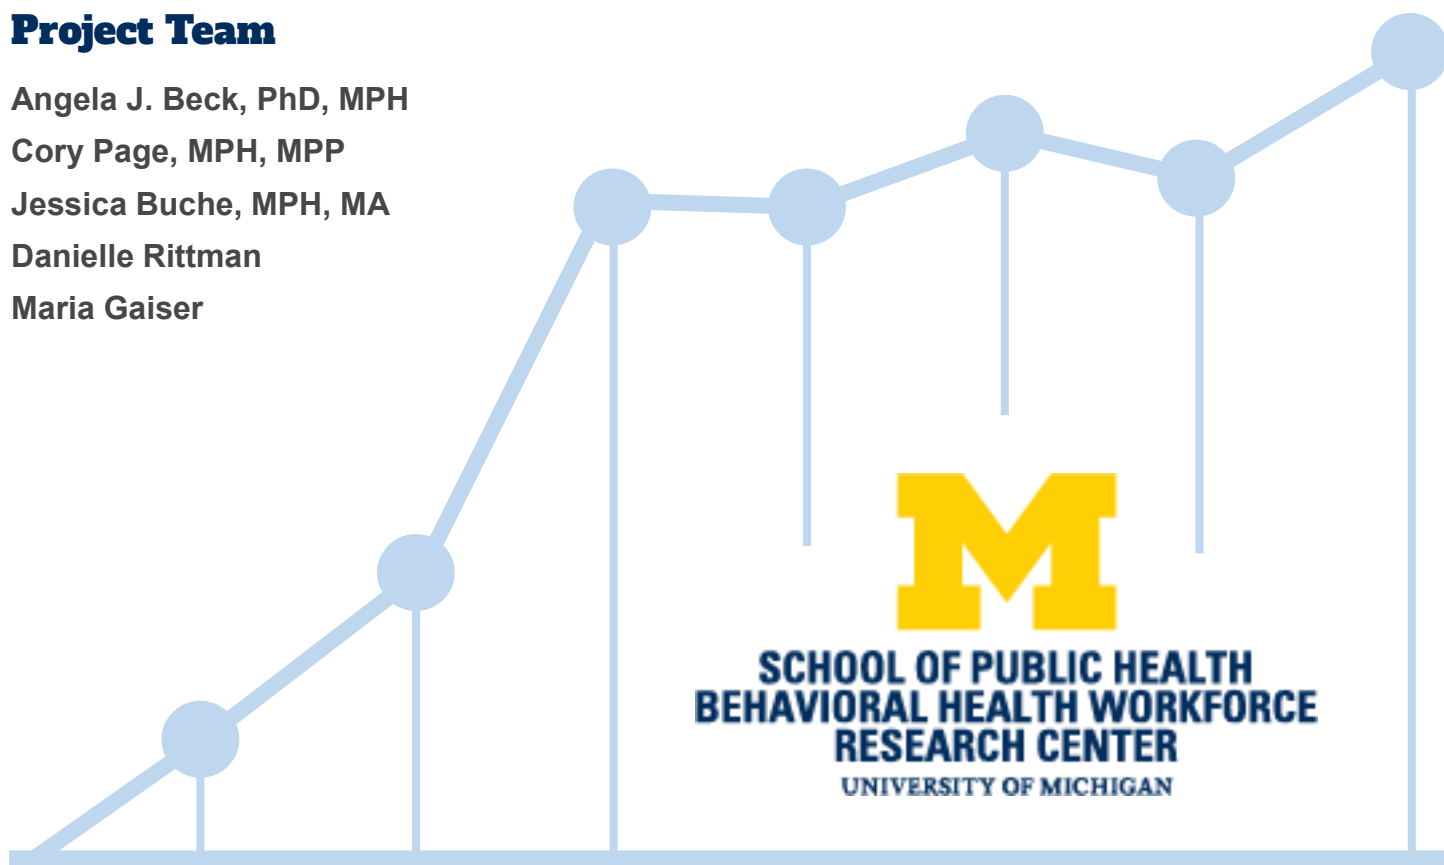 Project Team
Angela J. Beck, PhD, MPH
Cory Page, MPH, MPP
Jessica Buche, MPH, MA
Danielle Rittman
Maria Gaiser
M
SCHOOL OF PUBLIC HEALTH
BEHAVIORAL HEALTH WORKFORCE
RESEARCH CENTER
UNIVERSITY OF MICHIGAN